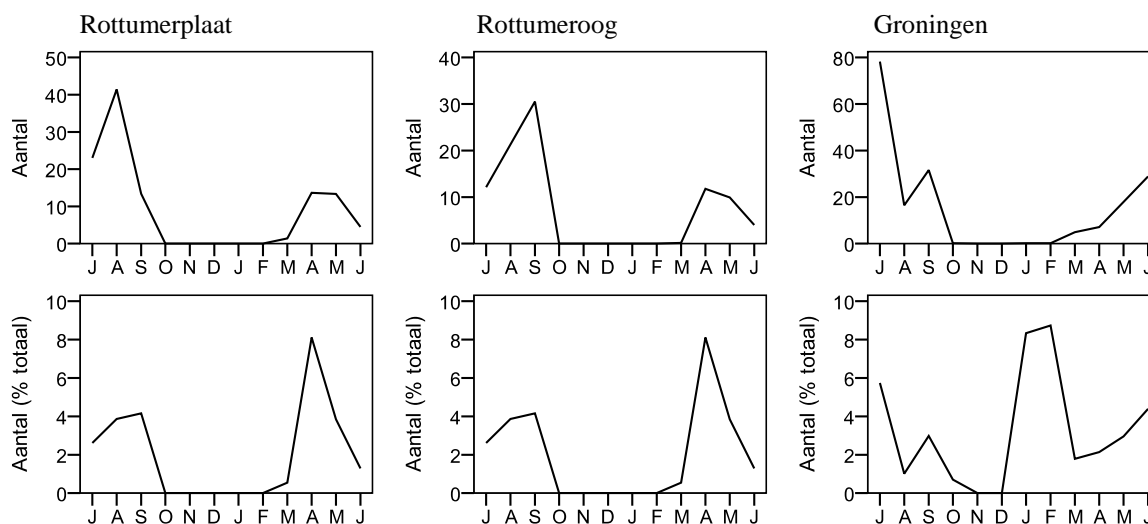 Rottumerplaat Rottumeroog Groningen
50 40 80
40 30 60
30 20 40
20 10 20
10 0 0
0
Aantal Aantal Aantal
J A S O N D J F M A M J J A S O N D J F M A M J J A S O N D J F M A M J
10 10 10
8 8 8
6 6 6
4 4 4
2 2 2
0 0 0
Aantal (% totaal) Aantal (% totaal) Aantal (% totaal)
J A S O N D J F M A M J J A S O N D J F M A M J J A S O N D J F M A M J